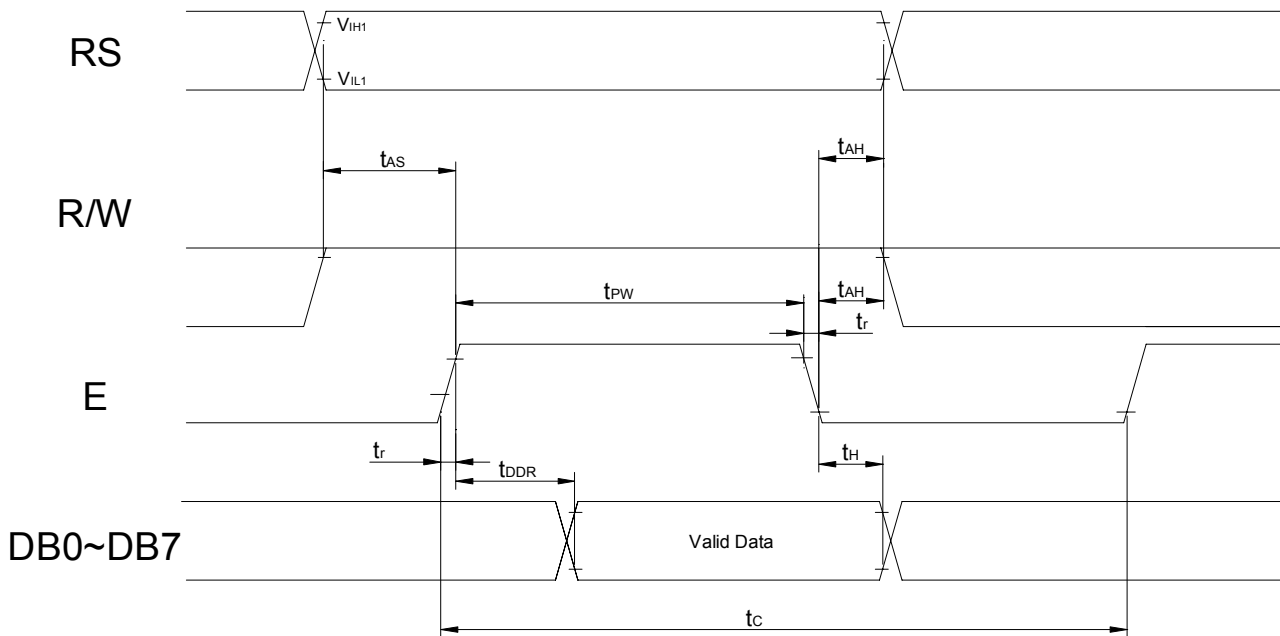 RS
VIH1
VIL1
tAS
tAH
R/W
tPW
tAH
tr
E
tr
tDDR
tH
DB0~DB7
Valid Data
tC